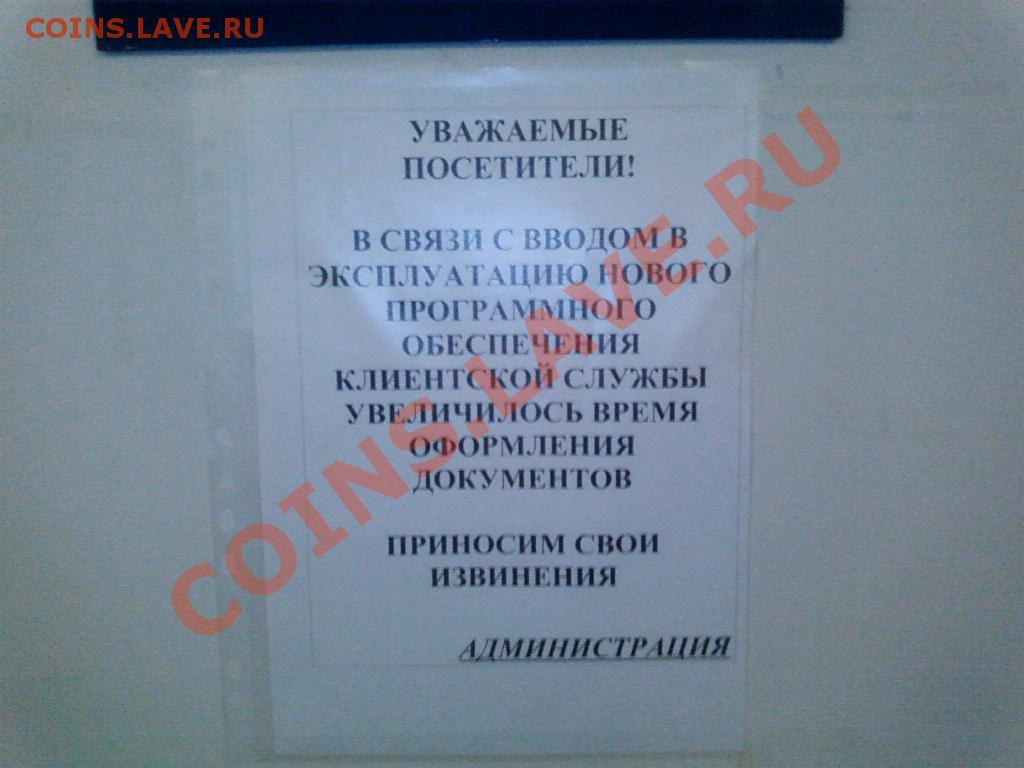 COINS.LAVE.RU
УВАЖАЕМЫЕ
ПОСЕТИТЕЛИ!
В СВЯЗИ С ВВОДОМ В
ЭКСПЛУАТАЦИЮ НОВОГО
ПРОГРАММНОГО
ОБЕСПЕЧЕНИЯ
КЛИЕНТСКОЙ СЛУЖБЫ
УВЕЛИЧИЛОСЬ ВРЕМЯ
ОФОРМЛЕНИЯ
ДОКУМЕНТОВ
ПРИНОСИМ СВОИ
ИЗВИНЕНИЯ
АДМИНИСТРАЦИЯ
COINS.LAVE.RU